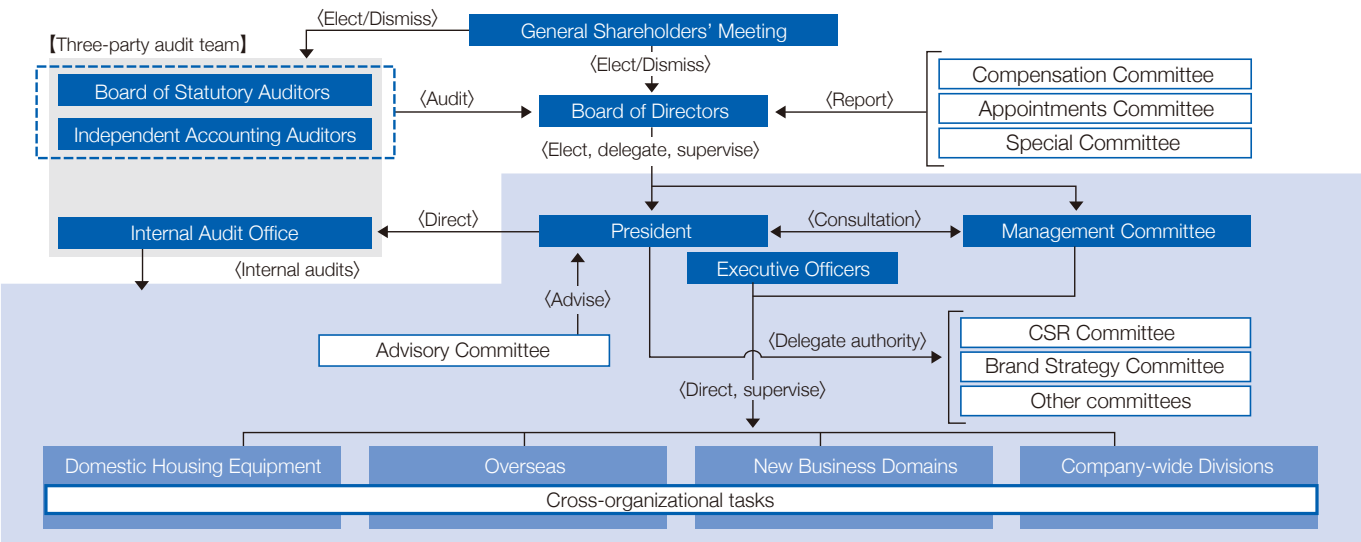 〈Elect/Dismiss〉
General Shareholders’ Meeting
【Three-party audit team】
〈Elect/Dismiss〉
Board of Statutory Auditors
Independent Accounting Auditors
〈Audit〉
Board of Directors
〈Report〉
Compensation Committee
Appointments Committee
Special Committee
〈Elect, delegate, supervise〉
Internal Audit Office
〈Direct〉
President
〈Consultation〉
Management Committee
〈Internal audits〉
Executive Officers
〈Advise〉
Advisory Committee
〈Delegate authority〉
CSR Committee
Brand Strategy Committee
Other committees
〈Direct, supervise〉
Domestic Housing Equipment
Overseas
New Business Domains
Company-wide Divisions
Cross-organizational tasks